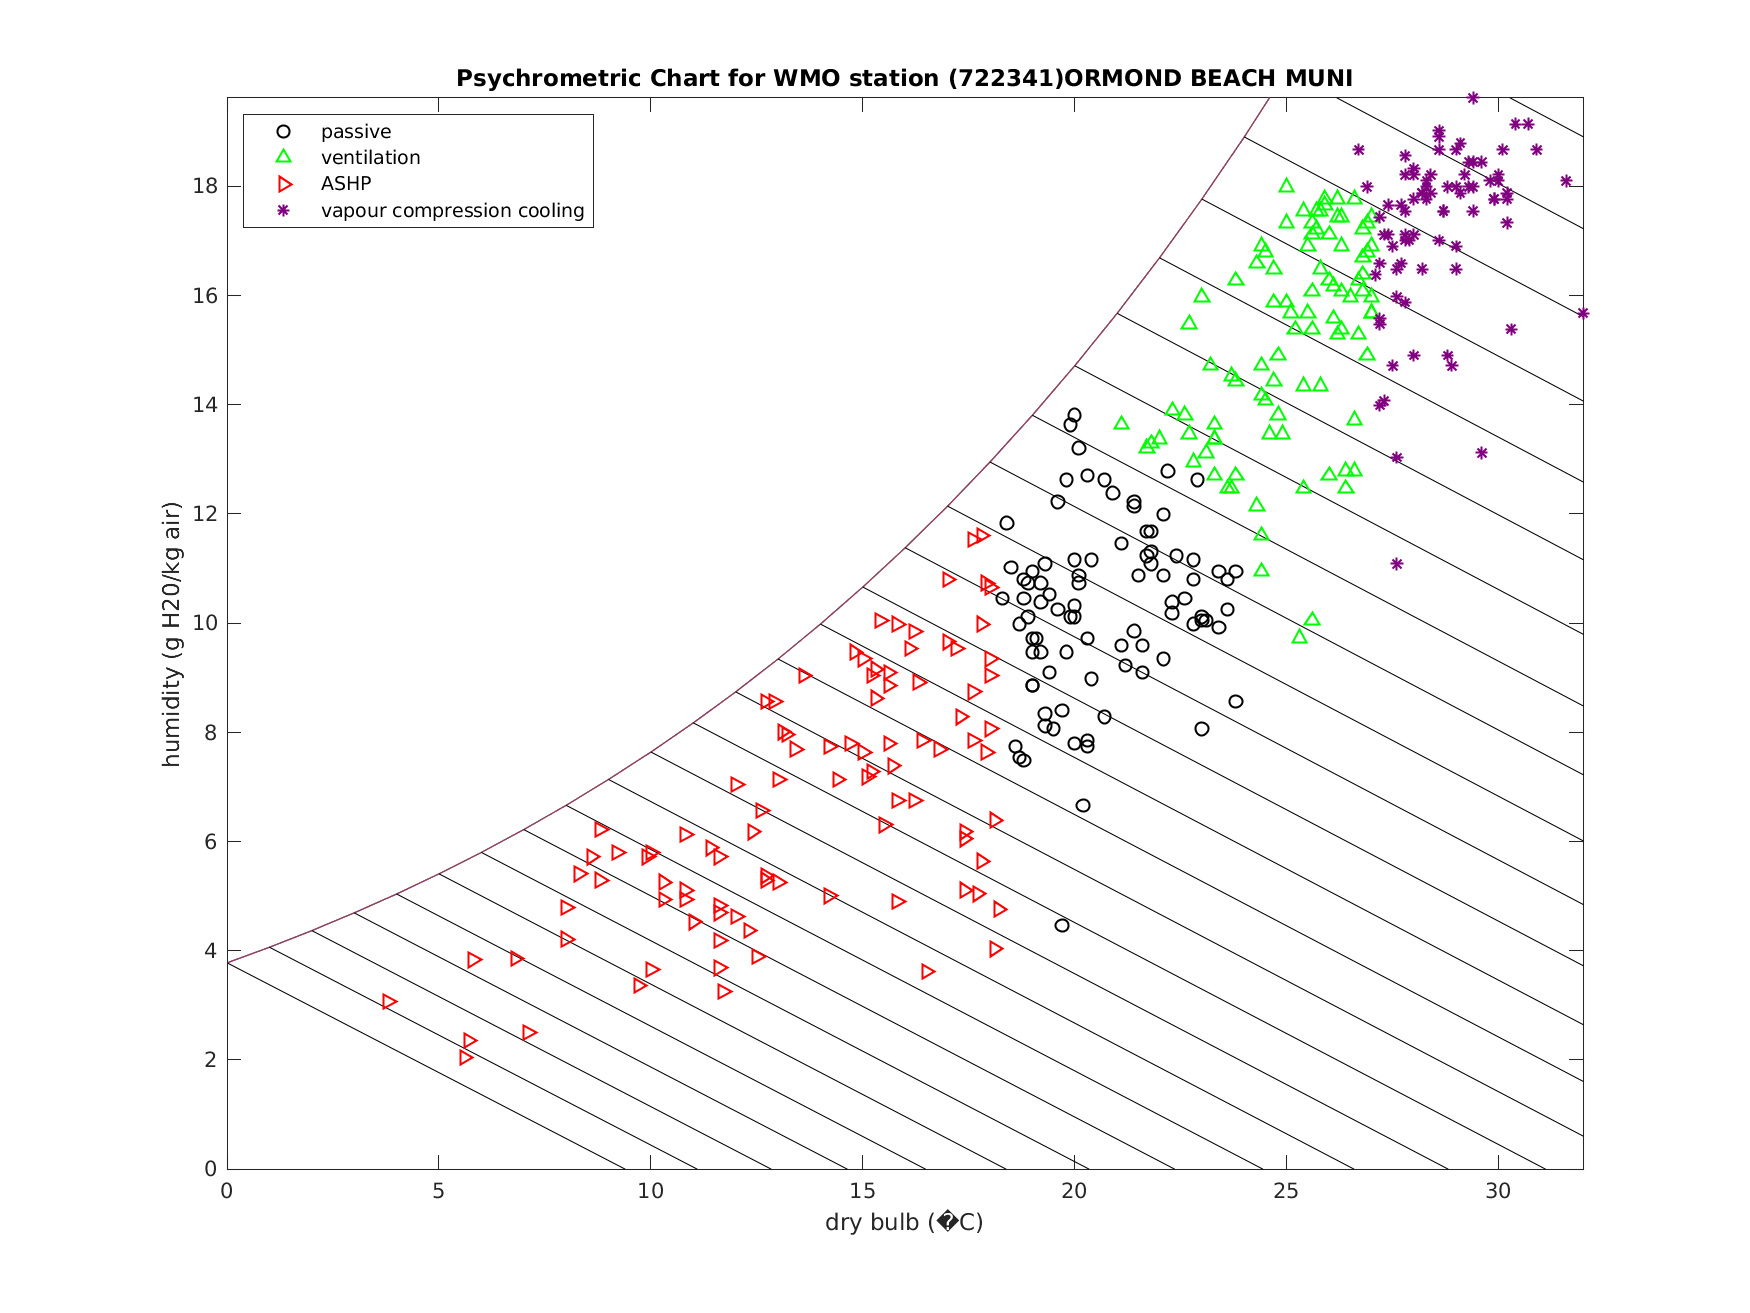 Psychrometric Chart for WMO station (722341)ORMOND BEACH MUNI
passive
ventilation
ASHP
vapour compression cooling
humidity (g H20/kg air)
18
16
14
12
10
8
6
4
2
0
0 5 10 15 20 25 30
dry bulb (�C)